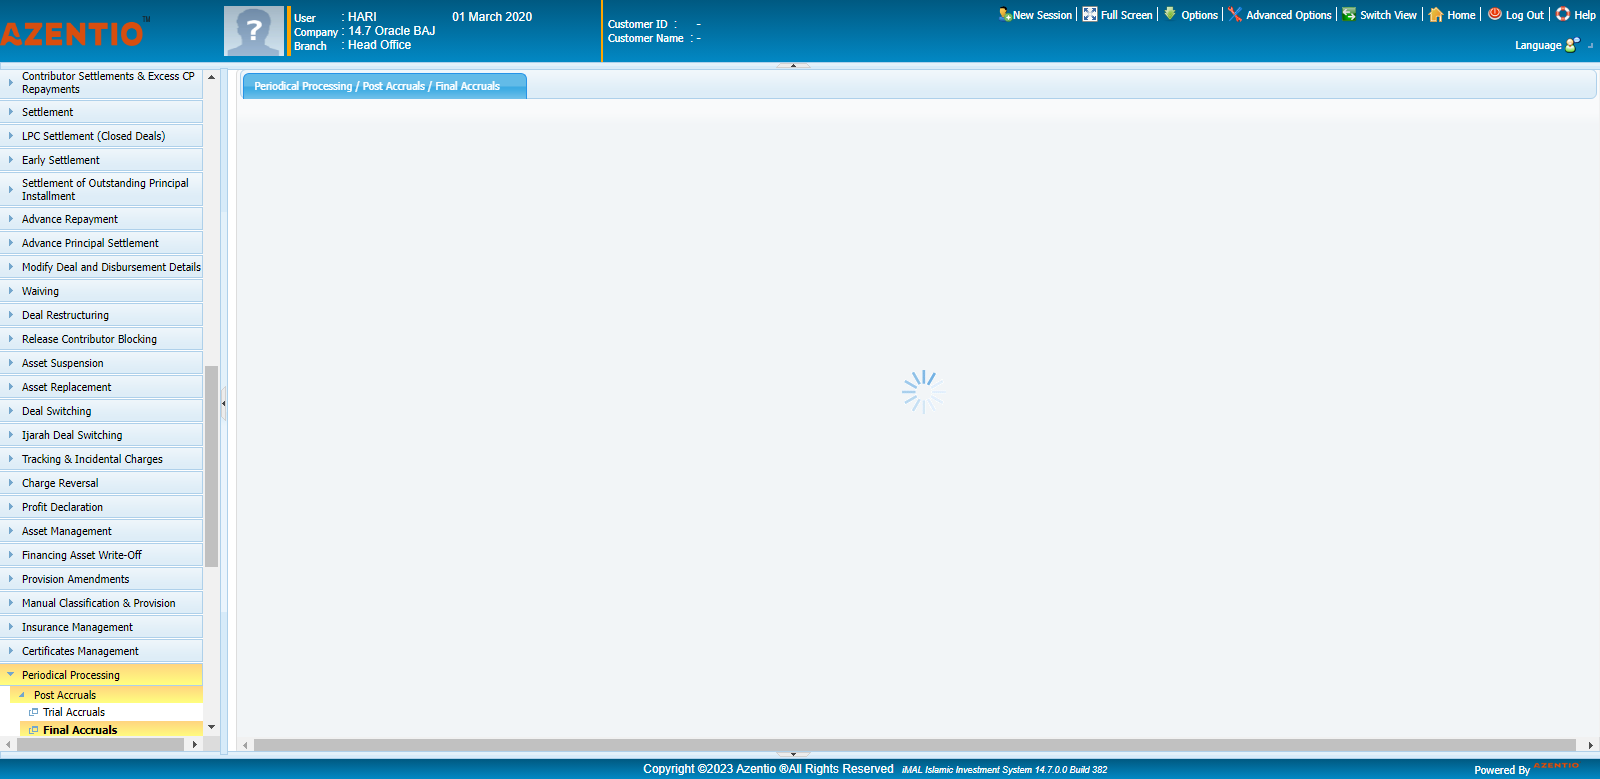 AZENTIO™
User : HARI 01 March 2020
Company : 14.7 Oracle BAJ
Branch : Head Office
Customer ID : -
Customer Name : -
New Session
Full Screen
Options
Advanced Options
Switch View
Home
Log Out
Help
Language
Contributor Settlements & Excess CP
Repayments
Settlement
LPC Settlement (Closed Deals)
Early Settlement
Settlement of Outstanding Principal
Installment
Advance Repayment
Advance Principal Settlement
Modify Deal and Disbursement Details
Waiving
Deal Restructuring
Release Contributor Blocking
Asset Suspension
Asset Replacement
Deal Switching
Ijarah Deal Switching
Tracking & Incidental Charges
Charge Reversal
Profit Declaration
Asset Management
Financing Asset Write-Off
Provision Amendments
Manual Classification & Provision
Insurance Management
Certificates Management
Periodical Processing
Post Accruals
Trial Accruals
Final Accruals
Periodical Processing / Post Accruals / Final Accruals
Copyright ©2023 Azentio ®All Rights Reserved iMAL Islamic Investment System 14.7.0.0 Build 382
Powered By AZENTIO